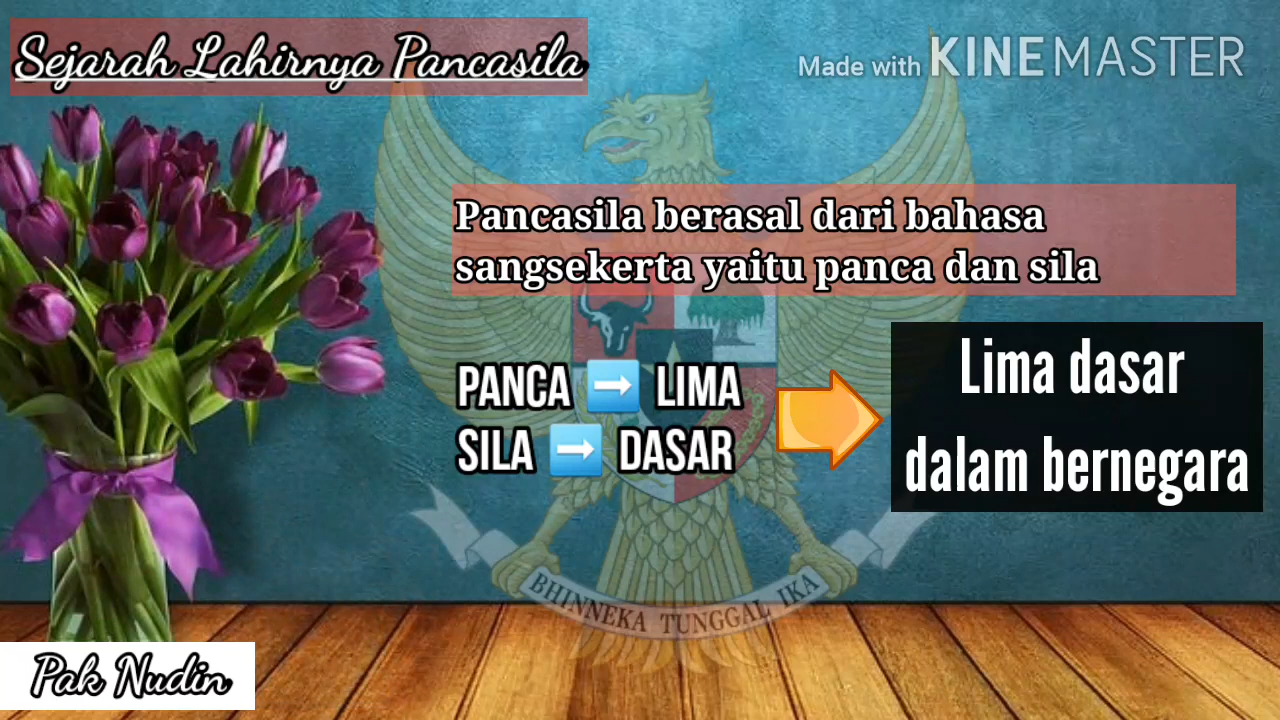 Sejarah Lahirnya Pancasila
Made with KINEMASTER
Pancasila berasal dari bahasa
sangsekerta yaitu panca dan sila
PANCA ➡️ LIMA
SILA ➡️ DASAR
Lima dasar
dalam bernegara
BHINNEKA TUNGGAL IKA
Pak Nudin